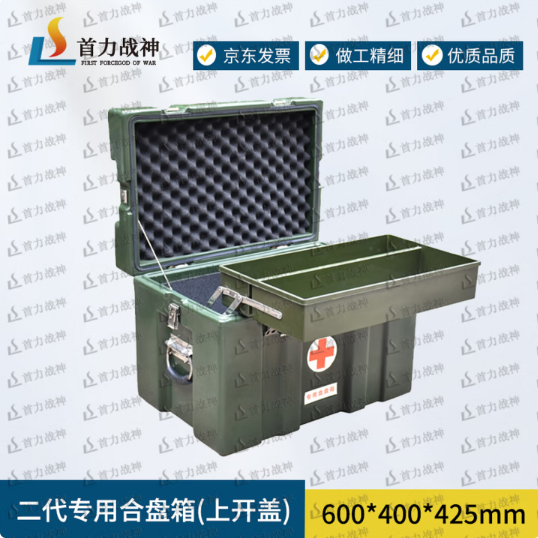 首力战神
FIRST FORCEGOD OF WAR
京东发票
做工精细
优质品质
二代专用合盘箱(上开盖)
600*400*425mm